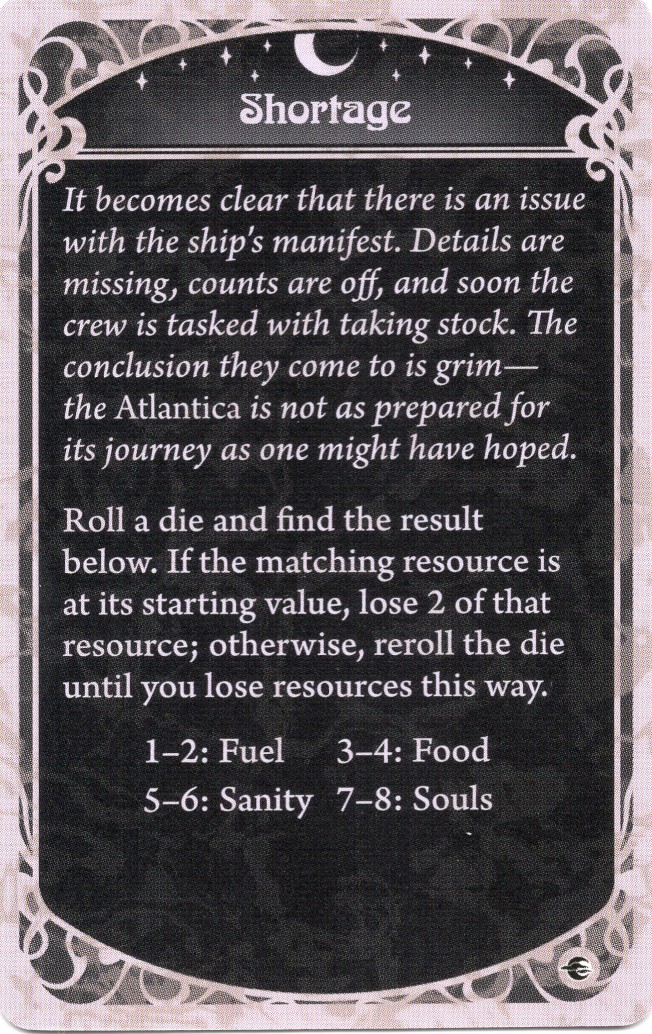 Shortage
It becomes clear that there is an issue
with the ship's manifest. Details are
missing, counts are off, and soon the
crew is tasked with taking stock. The
conclusion they come to is grim—
the Atlantica is not as prepared for
its journey as one might have hoped.
Roll a die and find the result
below. If the matching resource is
at its starting value, lose 2 of that
resource; otherwise, reroll the die
until you lose resources this way.
1–2: Fuel 3–4: Food
5–6: Sanity 7–8: Souls